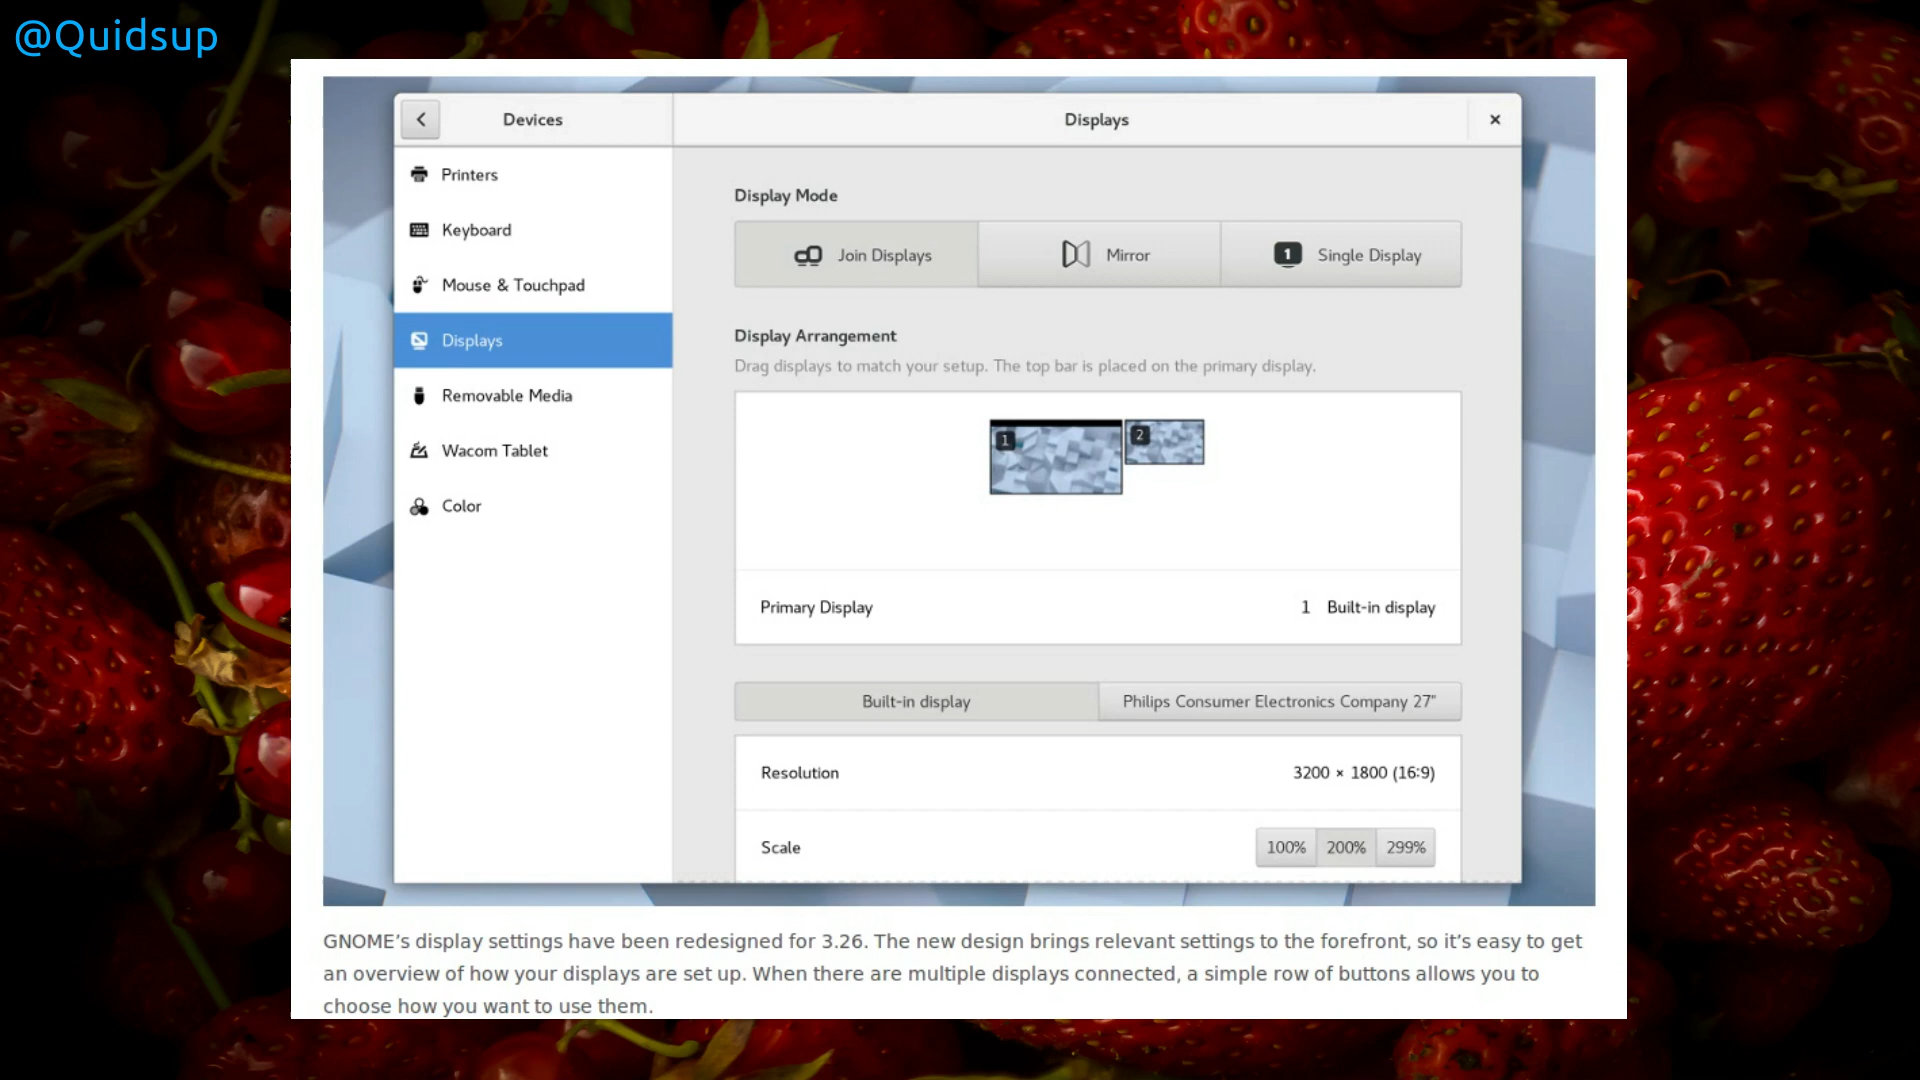 @Quidsup
Devices
Displays
Printers
Keyboard
Mouse & Touchpad
Displays
Removable Media
Wacom Tablet
Color
Display Mode
Join Displays
Mirror
1 Single Display
Display Arrangement
Drag displays to match your setup. The top bar is placed on the primary display.
1
2
Primary Display
1 Built-in display
Built-in display
Philips Consumer Electronics Company 27"
Resolution
3200 × 1800 (16:9)
Scale
100% 200% 299%
GNOME’s display settings have been redesigned for 3.26. The new design brings relevant settings to the forefront, so it’s easy to get
an overview of how your displays are set up. When there are multiple displays connected, a simple row of buttons allows you to
choose how you want to use them.